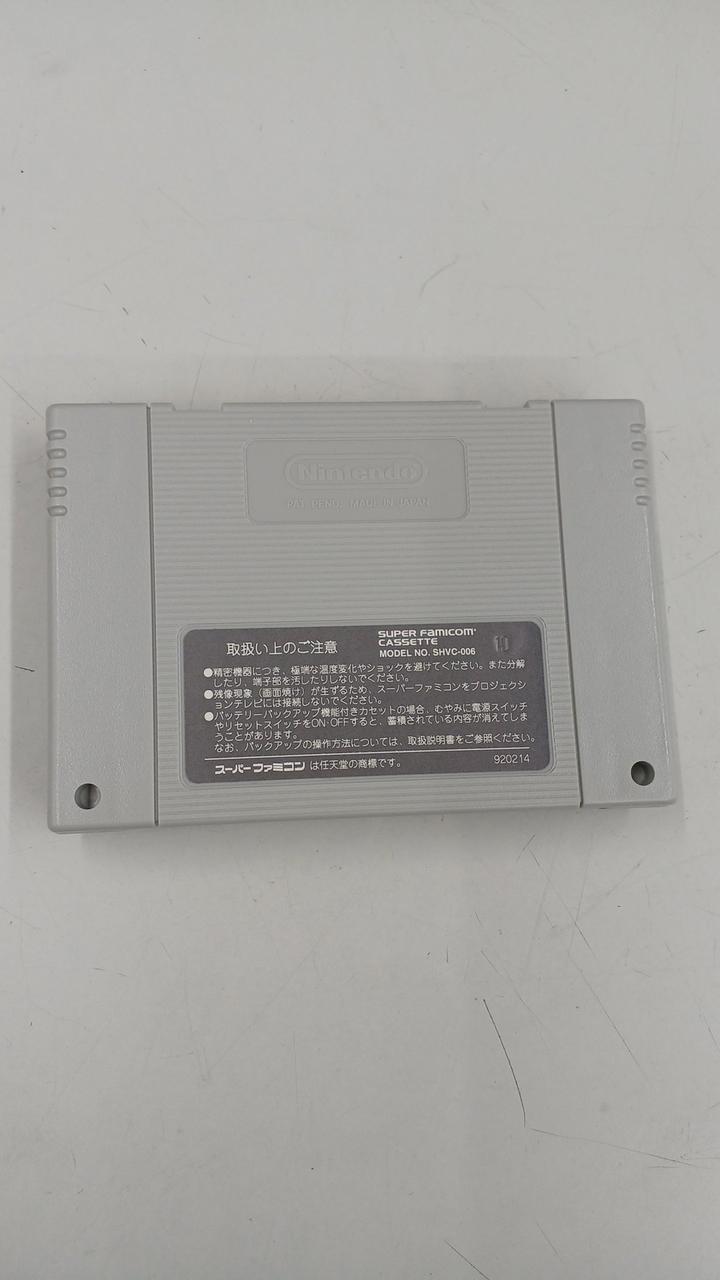 Nintendo
PAT. PEND. MADE IN JAPAN
取扱い上のご注意
SUPER FAMICOM
CASSETTE
MODEL NO. SHVC-006
10
●精密機器につき、極端な温度変化やショックを避けてください。また分解
したり、端子部を汚したりしないでください。
●残像現象（画面焼け）が生ずるため、スーパーファミコンをプロジェクシ
ョンテレビには接続しないでください。
●バッテリーバックアップ機能付きカセットの場合、むやみに電源スイッチ
やリセットスイッチをON·OFFすると、蓄積されている内容が消えてしま
うことがあります。
なお、バックアップの操作方法については、取扱説明書をご参照ください。
スーパーファミコン は任天堂の商標です。
920214